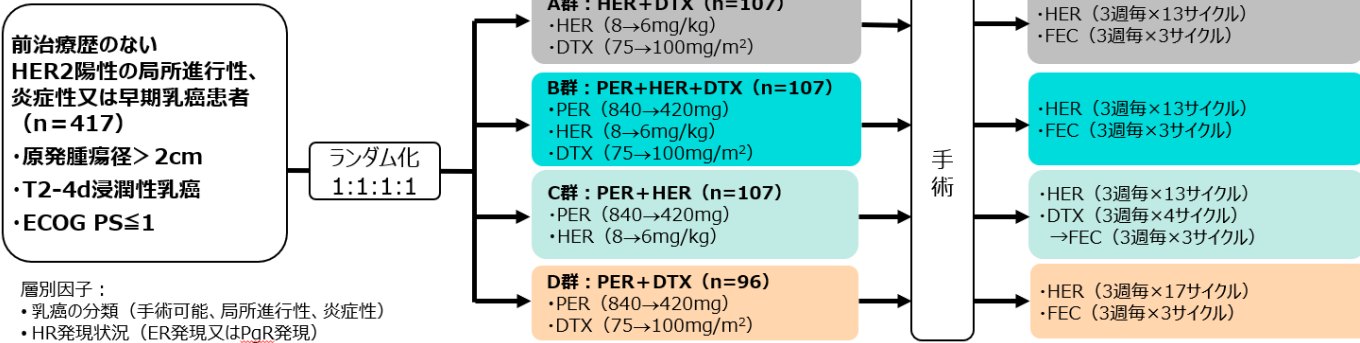 前治療歴のない
HER2陽性の局所進行性、
炎症性又は早期乳癌患者
（n＝417）
・原発腫瘍径＞2cm
・T2-4d浸潤性乳癌
・ECOG PS≦1
層別因子：
• 乳癌の分類（手術可能、局所進行性、炎症性）
• HR発現状況（ER発現又はPgR発現）
ランダム化
1:1:1:1
A群：HER+DTX（n=107）
・HER（8→6mg/kg）
・DTX（75→100mg/m²）
B群：PER+HER+DTX（n=107）
・PER（840→420mg）
・HER（8→6mg/kg）
・DTX（75→100mg/m²）
C群：PER+HER（n=107）
・PER（840→420mg）
・HER（8→6mg/kg）
D群：PER+DTX（n=96）
・PER（840→420mg）
・DTX（75→100mg/m²）
手術
・HER（3週毎×13サイクル）
・FEC（3週毎×3サイクル）
・HER（3週毎×13サイクル）
・FEC（3週毎×3サイクル）
・HER（3週毎×13サイクル）
・DTX（3週毎×4サイクル）
→FEC（3週毎×3サイクル）
・HER（3週毎×17サイクル）
・FEC（3週毎×3サイクル）